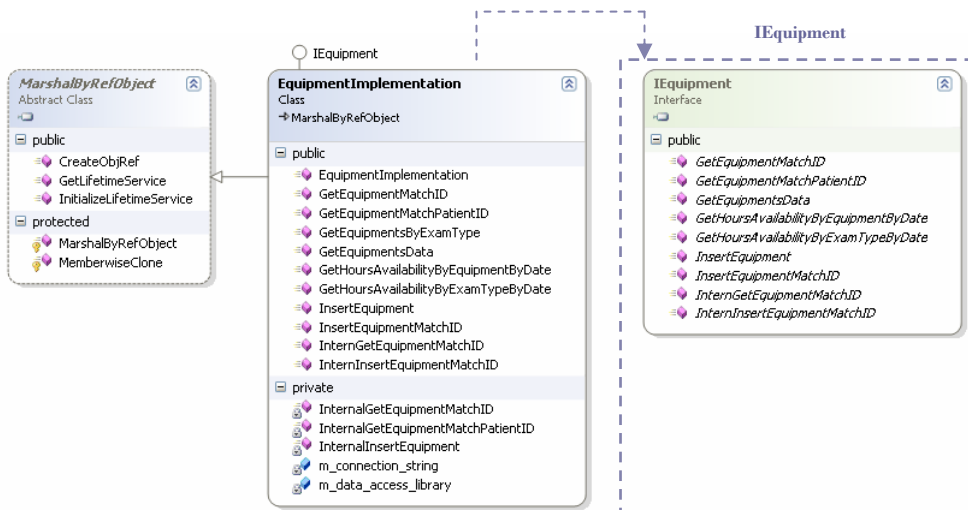 IEquipment
MarshalByRefObject
Abstract Class
public
CreateObjRef
GetLifetimeService
InitializeLifetimeService
protected
MarshalByRefObject
MemberwiseClone
IEquipment
EquipmentImplementation
Class
MarshalByRefObject
public
EquipmentImplementation
GetEquipmentMatchID
GetEquipmentMatchPatientID
GetEquipmentsByExamType
GetEquipmentsData
GetHoursAvailabilityByEquipmentByDate
GetHoursAvailabilityByExamTypeByDate
InsertEquipment
InsertEquipmentMatchID
InternGetEquipmentMatchID
InternInsertEquipmentMatchID
private
InternalGetEquipmentMatchID
InternalGetEquipmentMatchPatientID
InternalInsertEquipment
m_connection_string
m_data_access_library
IEquipment
Interface
public
GetEquipmentMatchID
GetEquipmentMatchPatientID
GetEquipmentsData
GetHoursAvailabilityByEquipmentByDate
GetHoursAvailabilityByExamTypeByDate
InsertEquipment
InsertEquipmentMatchID
InternGetEquipmentMatchID
InternInsertEquipmentMatchID